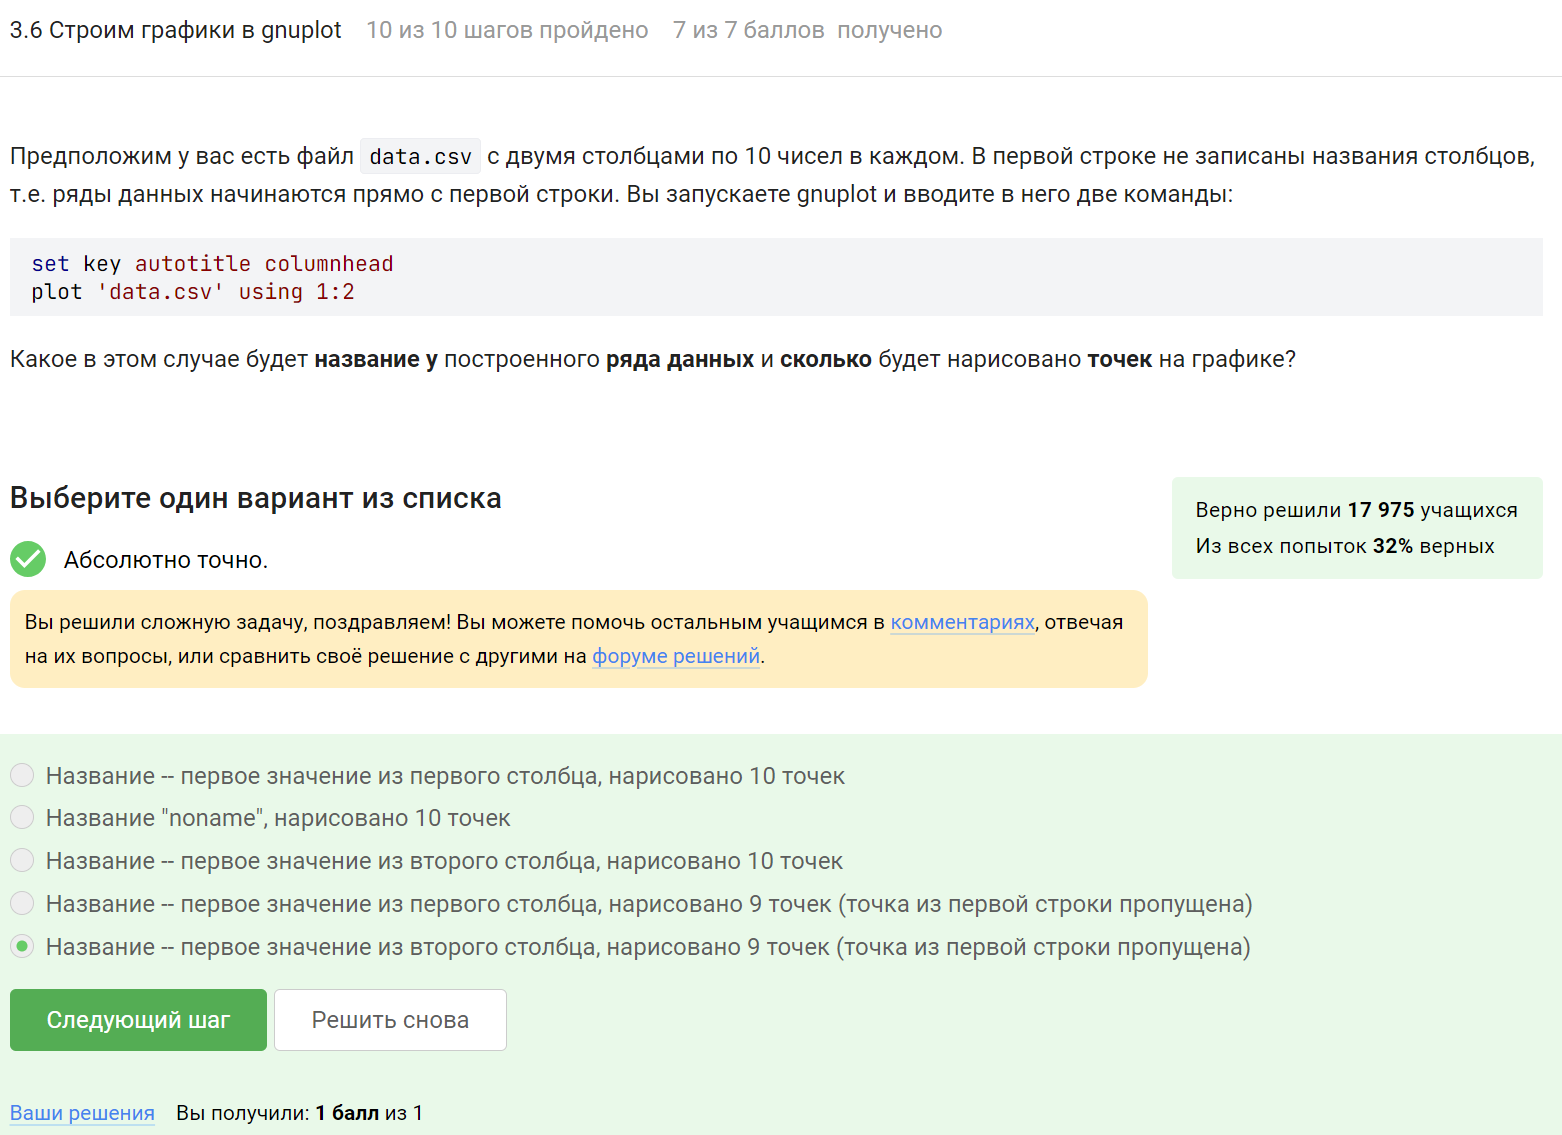 3.6 Строим графики в gnuplot 10 из 10 шагов пройдено 7 из 7 баллов получено
Предположим у вас есть файл data.csv с двумя столбцами по 10 чисел в каждом. В первой строке не записаны названия столбцов,
т.е. ряды данных начинаются прямо с первой строки. Вы запускаете gnuplot и вводите в него две команды:
set key autotitle columnhead
plot 'data.csv' using 1:2
Какое в этом случае будет название у построенного ряда данных и сколько будет нарисовано точек на графике?
Выберите один вариант из списка
Верно решили 17 975 учащихся
Из всех попыток 32% верных
Абсолютно точно.
Вы решили сложную задачу, поздравляем! Вы можете помочь остальным учащимся в комментариях, отвечая
на их вопросы, или сравнить своё решение с другими на форуме решений.
Название -- первое значение из первого столбца, нарисовано 10 точек
Название "noname", нарисовано 10 точек
Название -- первое значение из второго столбца, нарисовано 10 точек
Название -- первое значение из первого столбца, нарисовано 9 точек (точка из первой строки пропущена)
Название -- первое значение из второго столбца, нарисовано 9 точек (точка из первой строки пропущена)
Следующий шаг Решить снова
Ваши решения Вы получили: 1 балл из 1